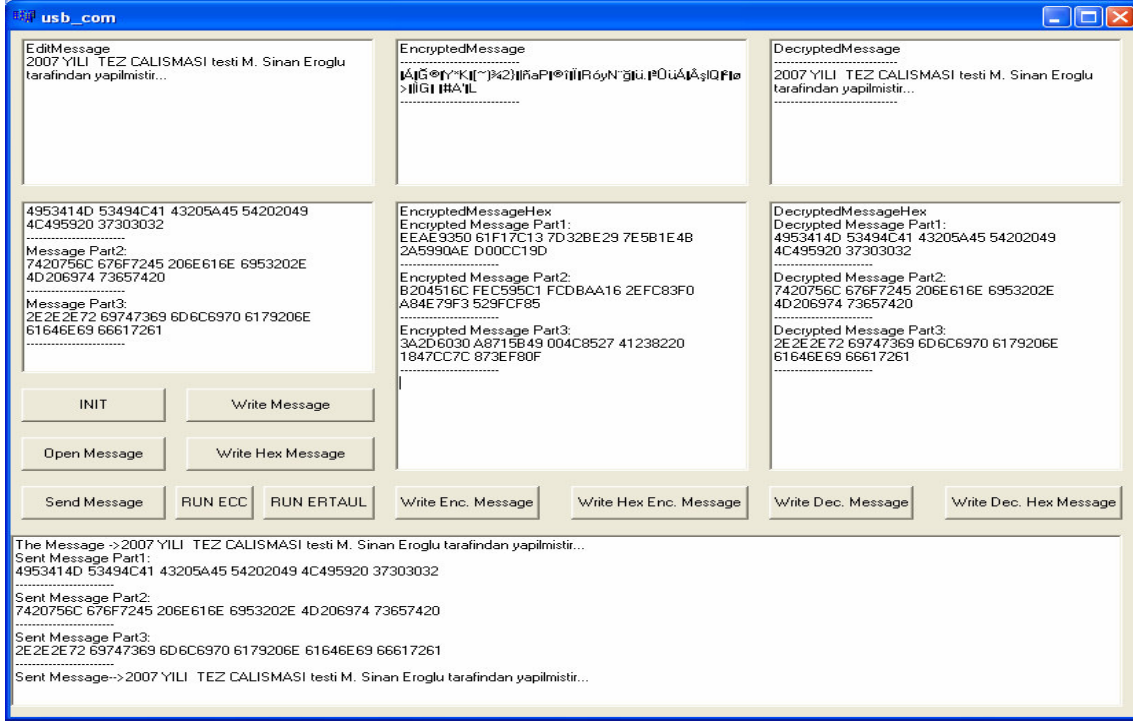 usb_com
EditMessage
2007 YILI  TEZ CALISMASI testi M. Sinan Eroglu
tarafindan yapilmistir...
EncryptedMessage
------------------------------
------------------------------
DecryptedMessage
------------------------------
2007 YILI  TEZ CALISMASI testi M. Sinan Eroglu
tarafindan yapilmistir...
------------------------------
4953414D 53494C41 43205A45 54202049
4C495920 37303032
-------------------------
Message Part2:
7420756C 676F7245 206E616E 6953202E
4D206974 73657420
-------------------------
Message Part3:
2E2E2E72 69747369 6D6C6970 6179206E
61646E69 66617261
-------------------------
EncryptedMessageHex
Encrypted Message Part1:
EEAE9350 61F17C13 7D32BE29 7E5B1E4B
2A5990AE D00CC19D
-------------------------
Encrypted Message Part2:
B204516C FEC595C1 FCDBAA16 2EFC83F0
A84E79F3 529FCF85
-------------------------
Encrypted Message Part3:
3A2D6030 A8715B49 004C8527 41238220
1847CC7C 873EF80F
-------------------------
DecryptedMessageHex
Decrypted Message Part1:
4953414D 53494C41 43205A45 54202049
4C495920 37303032
-------------------------
Decrypted Message Part2:
7420756C 676F7245 206E616E 6953202E
4D206974 73657420
-------------------------
Decrypted Message Part3:
2E2E2E72 69747369 6D6C6970 6179206E
61646E69 66617261
-------------------------
INIT
Write Message
Open Message
Write Hex Message
Send Message
RUN ECC
RUN ERTAUL
Write Enc. Message
Write Hex Enc. Message
Write Dec. Message
Write Dec. Hex Message
The Message ->2007 YILI  TEZ CALISMASI testi M. Sinan Eroglu tarafindan yapilmistir...
Sent Message Part1:
4953414D 53494C41 43205A45 54202049 4C495920 37303032
-------------------------
Sent Message Part2:
7420756C 676F7245 206E616E 6953202E 4D206974 73657420
-------------------------
Sent Message Part3:
2E2E2E72 69747369 6D6C6970 6179206E 61646E69 66617261
-------------------------
Sent Message-->2007 YILI  TEZ CALISMASI testi M. Sinan Eroglu tarafindan yapilmistir...